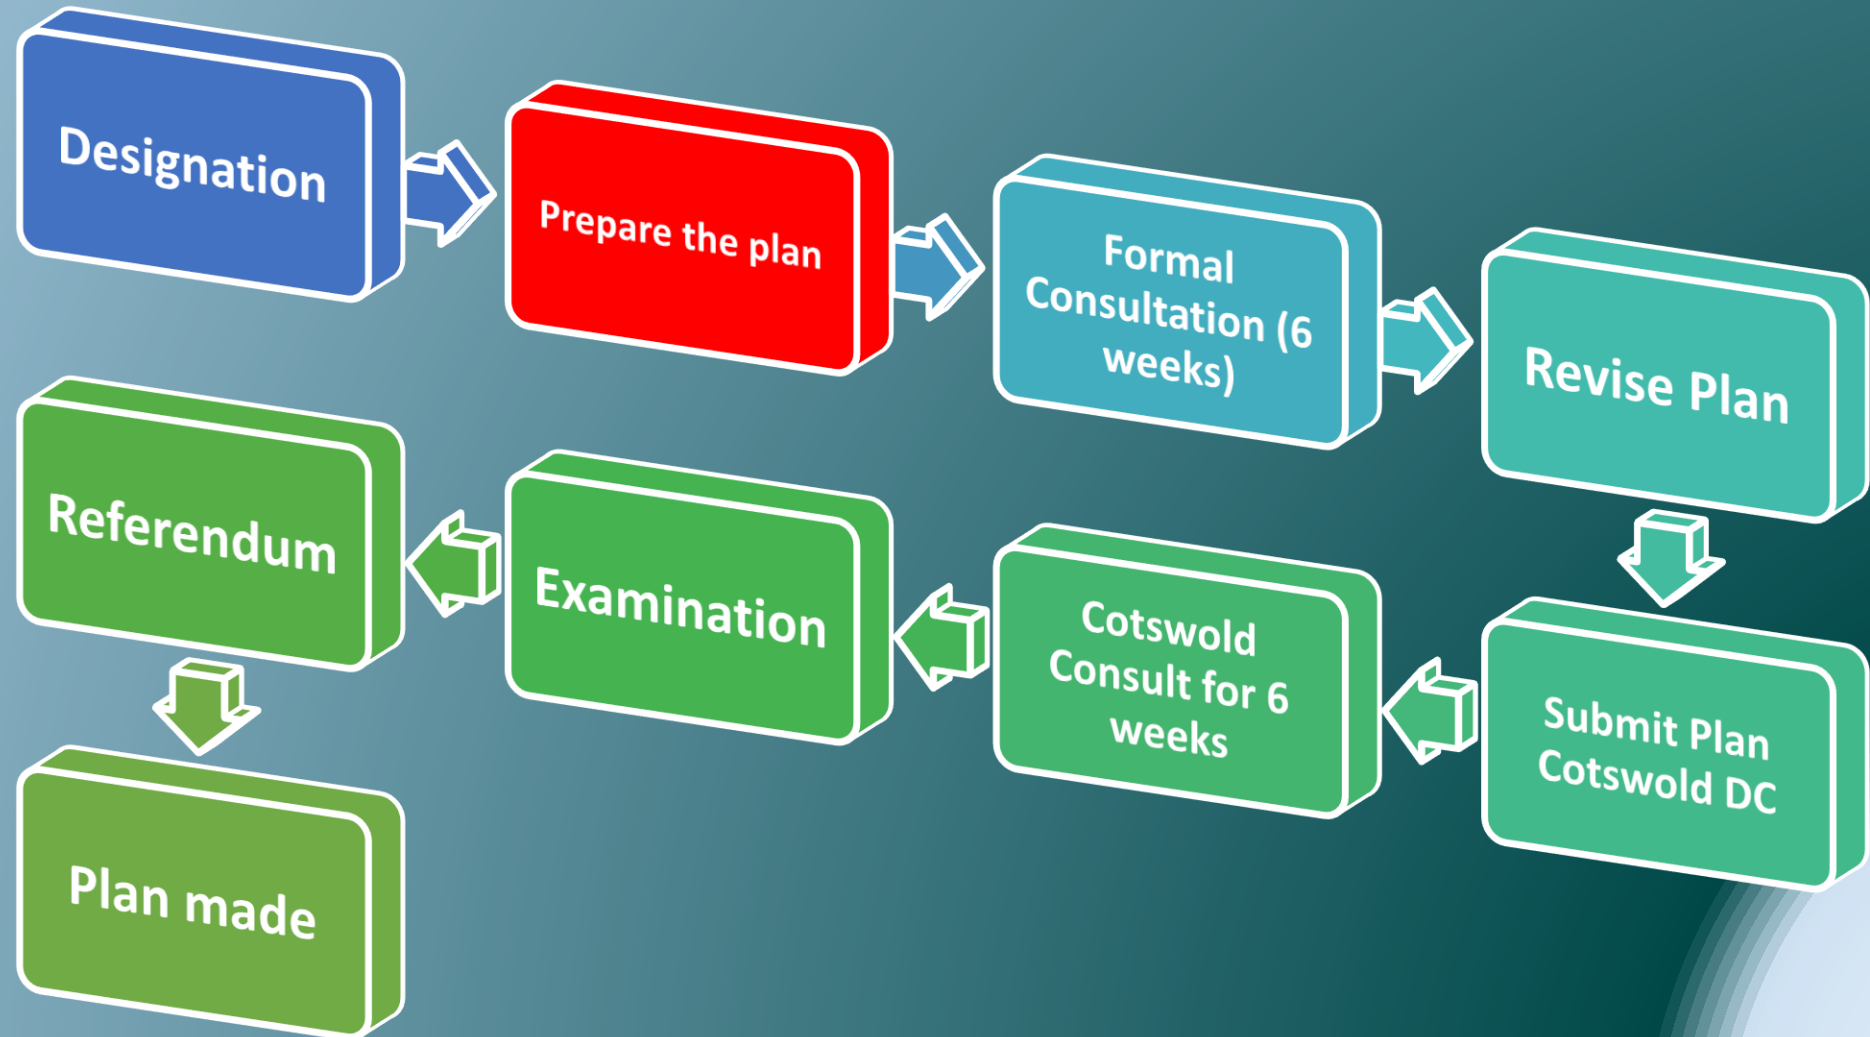 Designation
Prepare the plan
Formal
Consultation (6
weeks)
Revise Plan
Submit Plan
Cotswold DC
Cotswold
Consult for 6
weeks
Examination
Referendum
Plan made